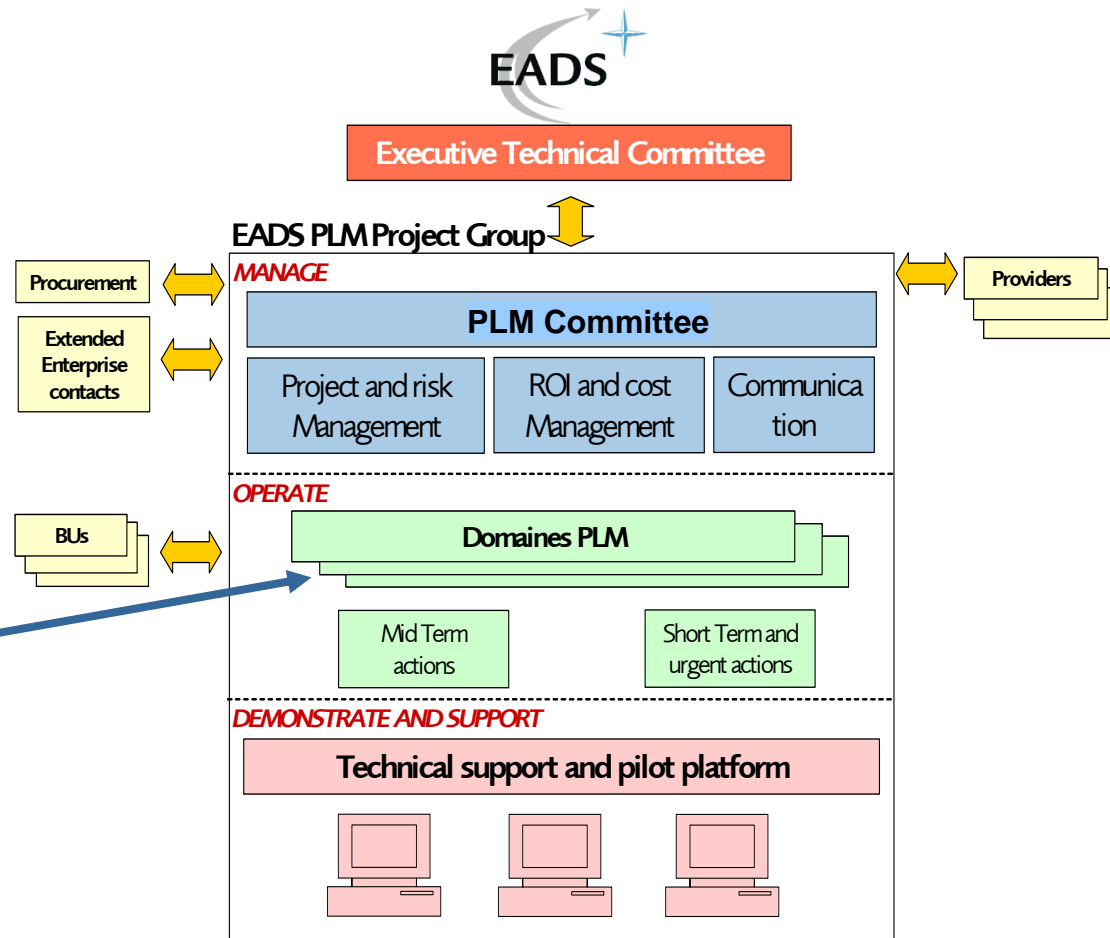 EADS
Executive Technical Committee
EADS PLM Project Group
MANAGE
Procurement
Providers
PLM Committee
Extended
Enterprise
contacts
Project and risk
Management
ROI and cost
Management
Communica
tion
OPERATE
BUs
Domaines PLM
Mid Term
actions
Short Term and
urgent actions
DEMONSTRATE AND SUPPORT
Technical support and pilot platform